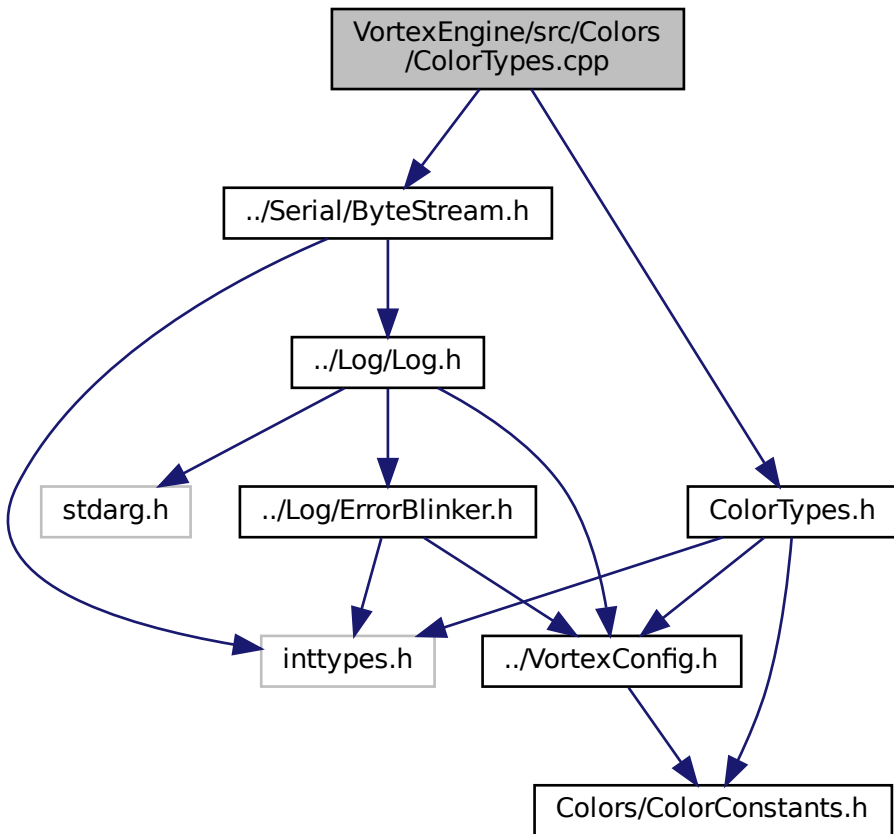 VortexEngine/src/Colors
/ColorTypes.cpp
../Serial/ByteStream.h
../Log/Log.h
stdarg.h
../Log/ErrorBlinker.h
ColorTypes.h
inttypes.h
../VortexConfig.h
Colors/ColorConstants.h